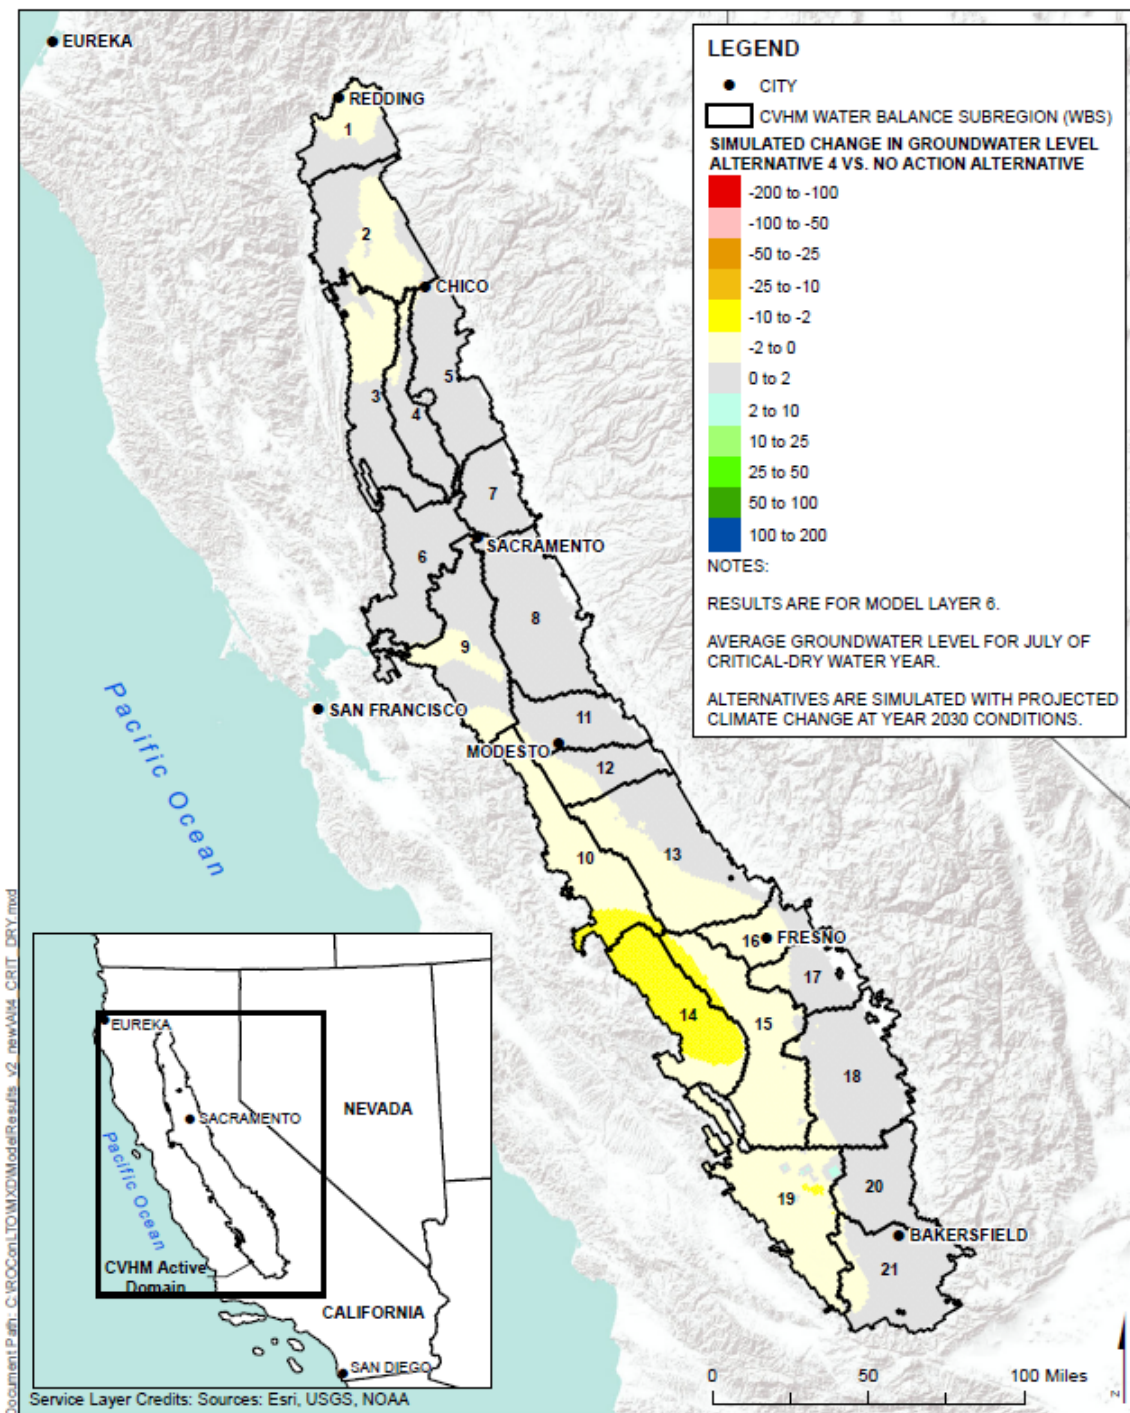 EUREKA
REDDING
1
2
CHICO
5
3
4
7
SACRAMENTO
6
8
9
11
SAN FRANCISCO
MODESTO
12
Pacific Ocean
13
10
16
FRESNO
17
14
15
18
19
20
BAKERSFIELD
21
LEGEND
CITY
CVHM WATER BALANCE SUBREGION (WBS)
SIMULATED CHANGE IN GROUNDWATER LEVEL
ALTERNATIVE 4 VS. NO ACTION ALTERNATIVE
-200 to -100
-100 to -50
-50 to -25
-25 to -10
-10 to -2
-2 to 0
0 to 2
2 to 10
10 to 25
25 to 50
50 to 100
100 to 200
NOTES:
RESULTS ARE FOR MODEL LAYER 6.
AVERAGE GROUNDWATER LEVEL FOR JULY OF
CRITICAL-DRY WATER YEAR.
ALTERNATIVES ARE SIMULATED WITH PROJECTED
CLIMATE CHANGE AT YEAR 2030 CONDITIONS.
EUREKA
SACRAMENTO
NEVADA
Pacific Ocean
CVHM Active
Domain
CALIFORNIA
SAN DIEGO
Service Layer Credits: Sources: Esri, USGS, NOAA
0 50 100 Miles
N